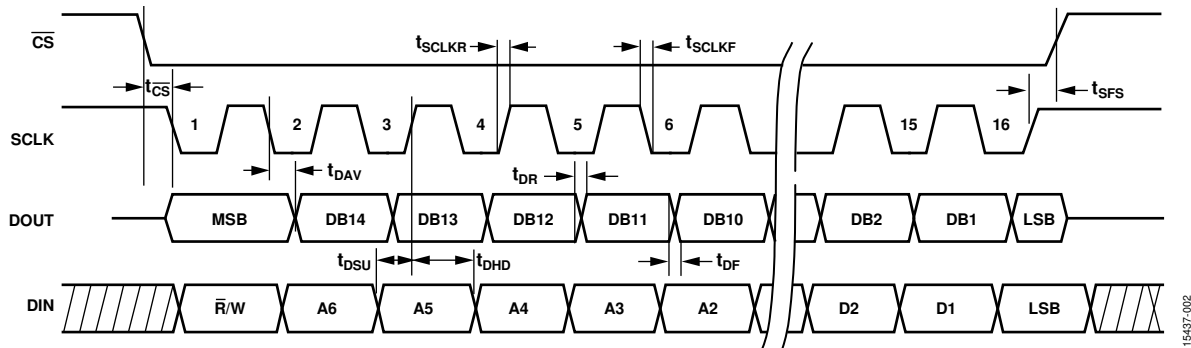 CS
tSCLKR
tSCLKF
tCS
tSFS
SCLK
1
2
3
4
5
6
15
16
tDAV
tDR
DOUT
MSB
DB14
DB13
DB12
DB11
DB10
DB2
DB1
LSB
tDSU
tDHD
tDF
DIN
R/W
A6
A5
A4
A3
A2
D2
D1
LSB
15437-002